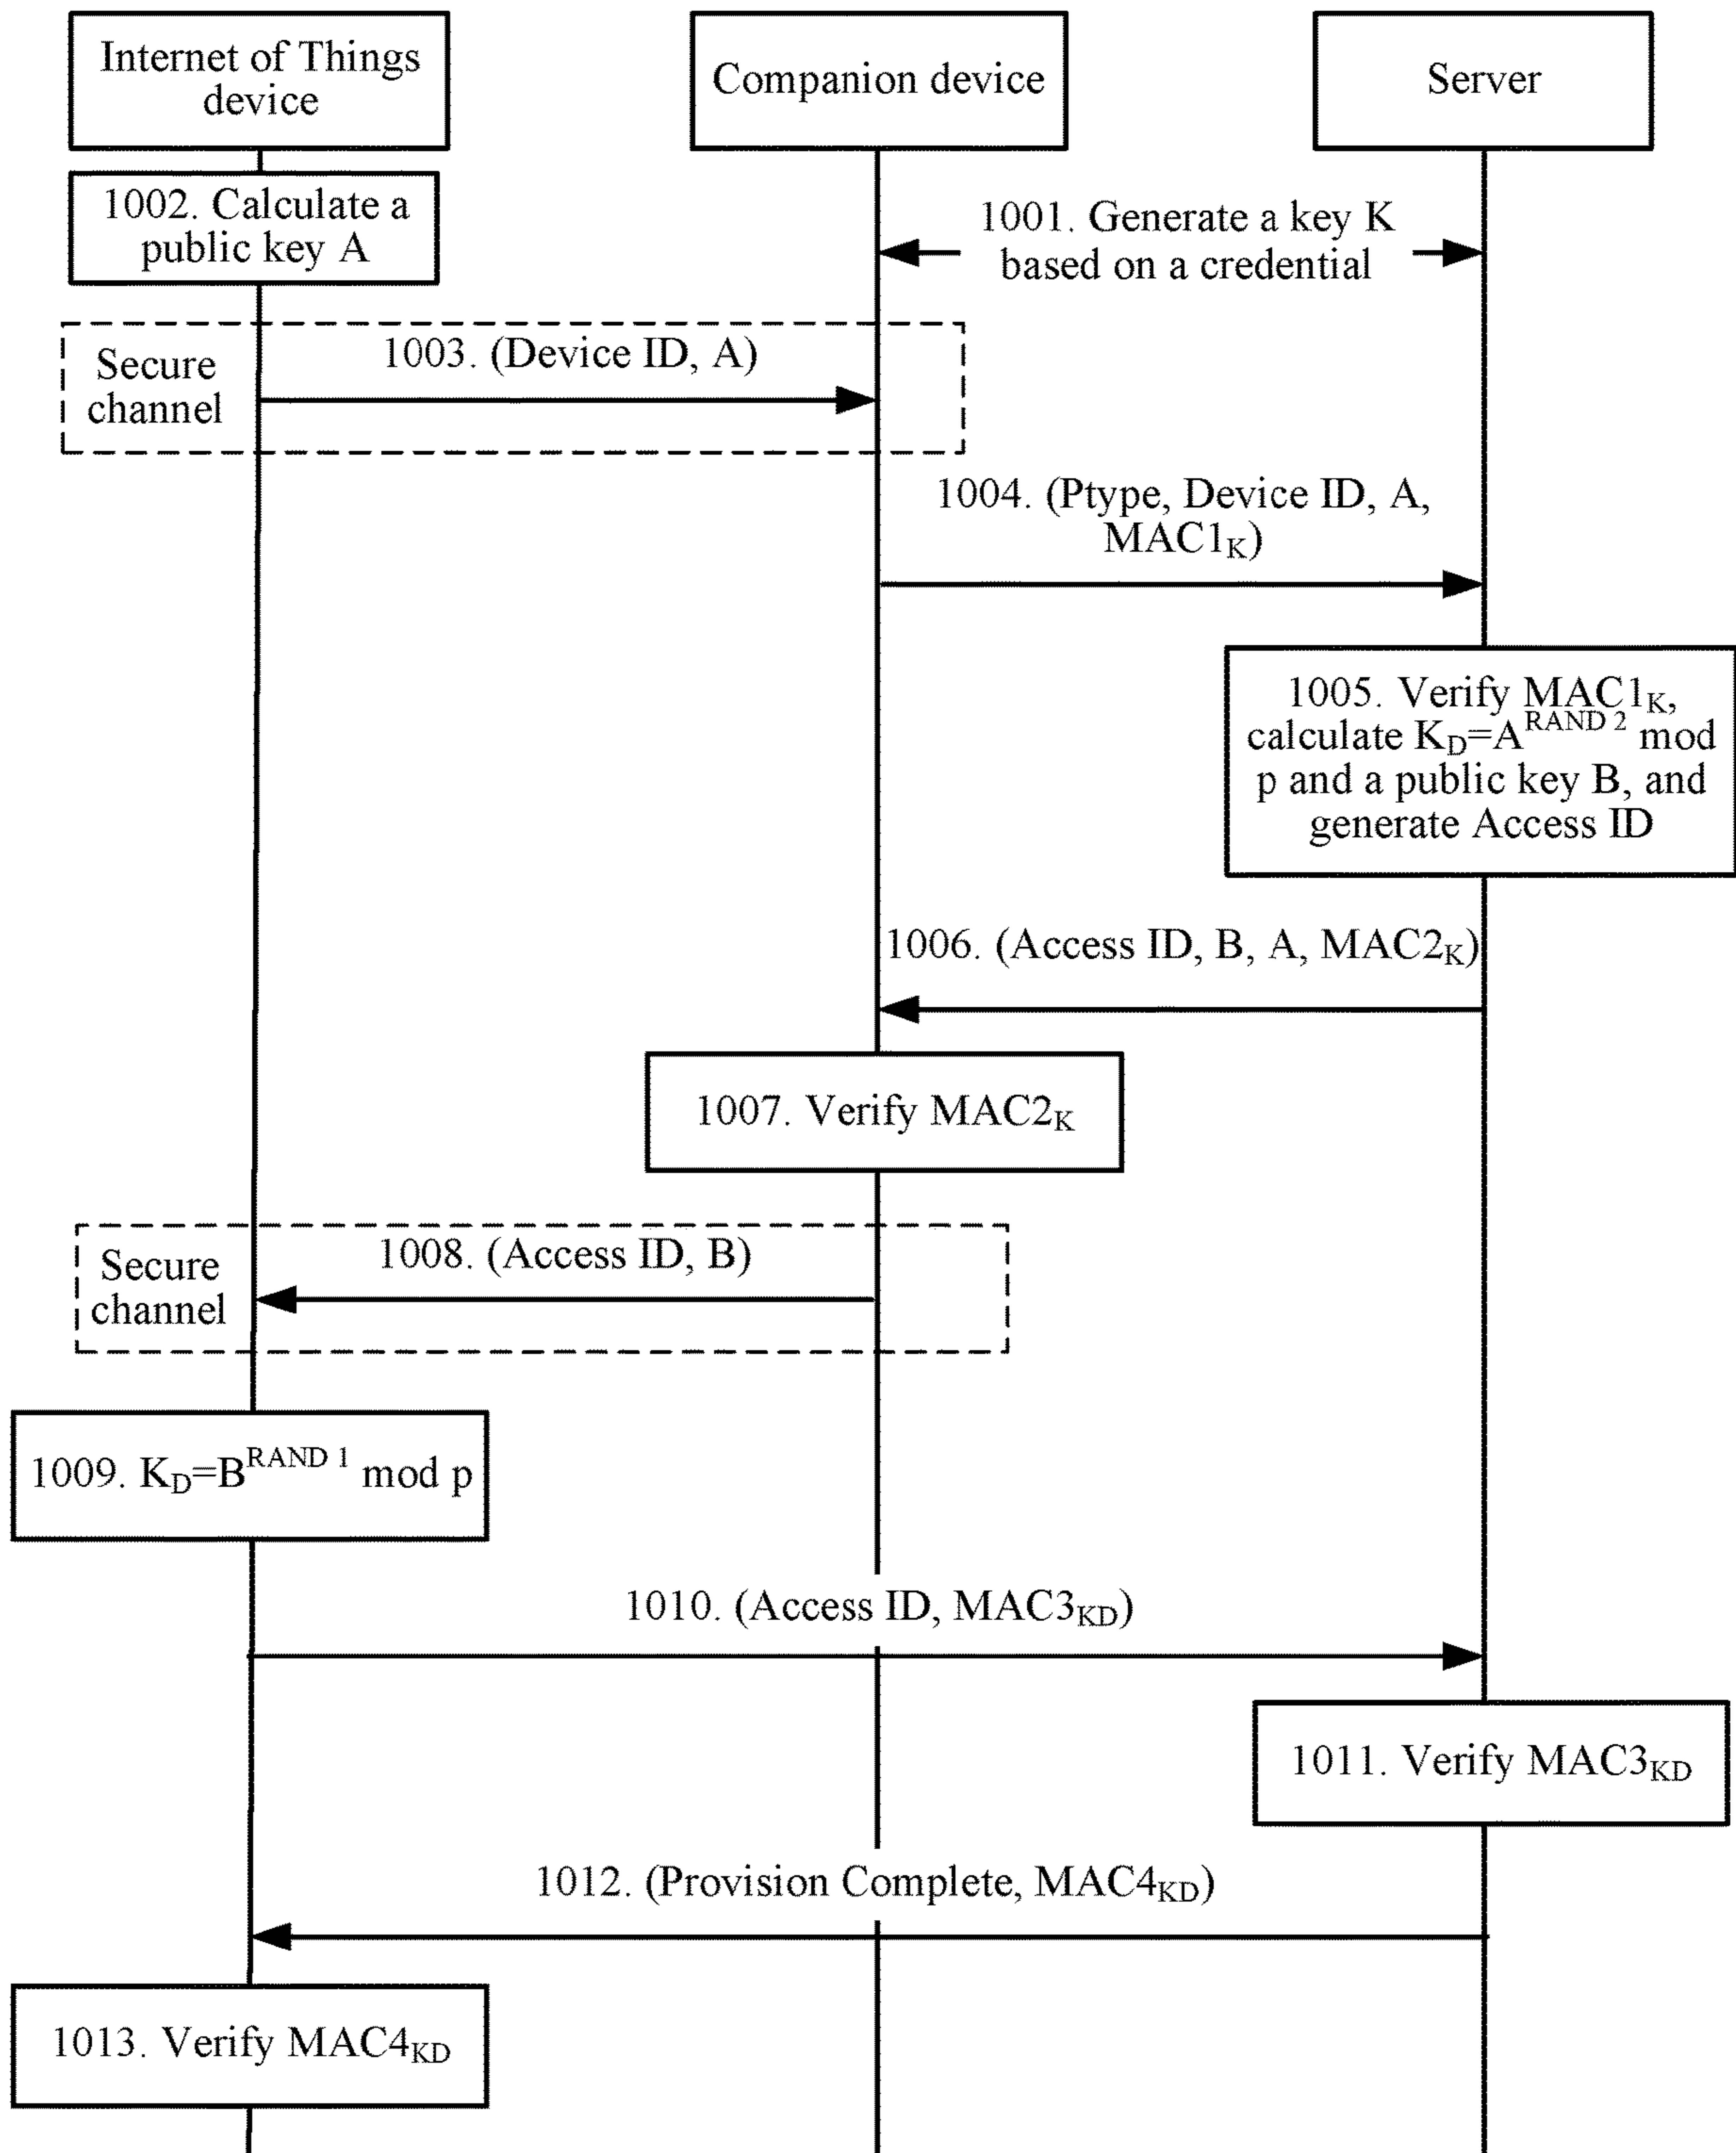 Internet of Things
device
Companion device
Server
1002. Calculate a
public key A
1001. Generate a key K
based on a credential
Secure
channel
1003. (Device ID, A)
1004. (Ptype, Device ID, A,
MAC1K)
1005. Verify MAC1K,
calculate KD=A^RAND 2 mod
p and a public key B, and
generate Access ID
1006. (Access ID, B, A, MAC2K)
1007. Verify MAC2K
Secure
channel
1008. (Access ID, B)
1009. KD=B^RAND 1 mod p
1010. (Access ID, MAC3KD)
1011. Verify MAC3KD
1012. (Provision Complete, MAC4KD)
1013. Verify MAC4KD